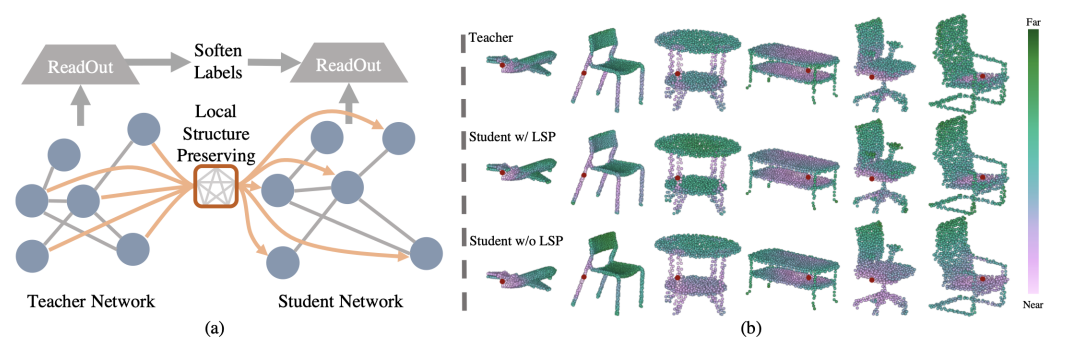 ReadOut
Soften
Labels
ReadOut
Local
Structure
Preserving
Teacher Network
Student Network
(a)
Teacher
Student w/ LSP
Student w/o LSP
Far
Near
(b)